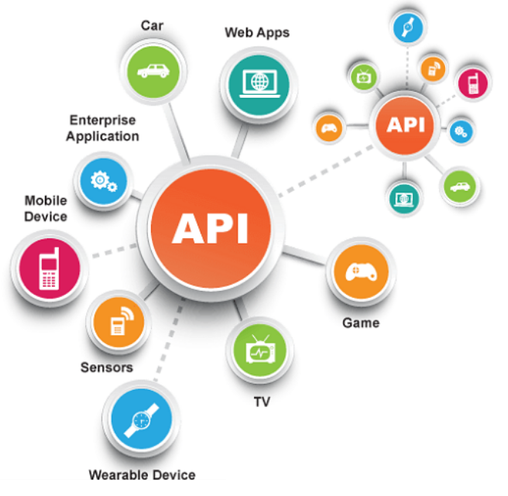 Car
Web Apps
API
Enterprise
Application
Mobile
Device
API
Game
Sensors
TV
Wearable Device